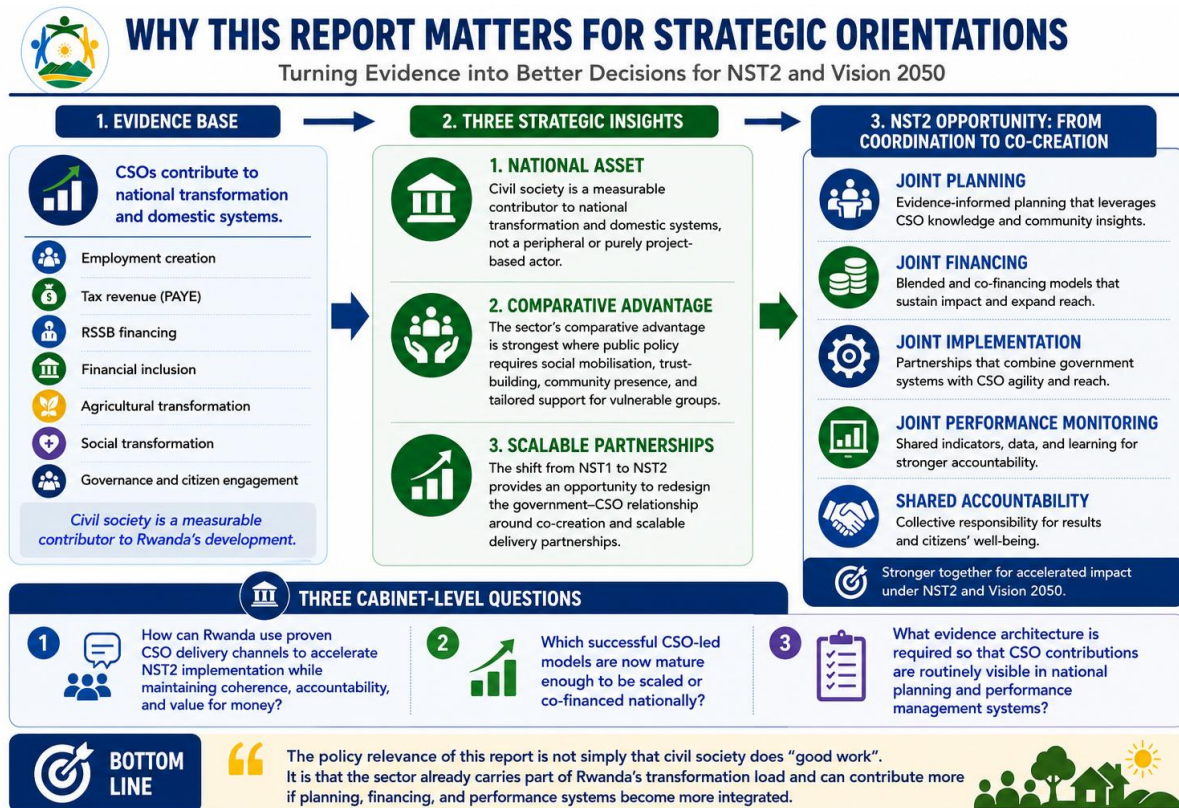 WHY THIS REPORT MATTERS FOR STRATEGIC ORIENTATIONS
Turning Evidence into Better Decisions for NST2 and Vision 2050
1. EVIDENCE BASE
CSOs contribute to
national transformation
and domestic systems.
Employment creation
Tax revenue (PAYE)
RSSB financing
Financial inclusion
Agricultural transformation
Social transformation
Governance and citizen engagement
Civil society is a measurable
contributor to Rwanda's development.
2. THREE STRATEGIC INSIGHTS
1. NATIONAL ASSET
Civil society is a measurable
contributor to national
transformation and domestic systems,
not a peripheral or purely project-
based actor.
2. COMPARATIVE ADVANTAGE
The sector's comparative advantage
is strongest where public policy
requires social mobilisation, trust-
building, community presence, and
tailored support for vulnerable groups.
3. SCALABLE PARTNERSHIPS
The shift from NST1 to NST2
provides an opportunity to redesign
the government–CSO relationship
around co-creation and scalable
delivery partnerships.
3. NST2 OPPORTUNITY: FROM
COORDINATION TO CO-CREATION
JOINT PLANNING
Evidence-informed planning that leverages
CSO knowledge and community insights.
JOINT FINANCING
Blended and co-financing models that
sustain impact and expand reach.
JOINT IMPLEMENTATION
Partnerships that combine government
systems with CSO agility and reach.
JOINT PERFORMANCE MONITORING
Shared indicators, data, and learning for
stronger accountability.
SHARED ACCOUNTABILITY
Collective responsibility for results
and citizens' well-being.
Stronger together for accelerated impact
under NST2 and Vision 2050.
THREE CABINET-LEVEL QUESTIONS
1
How can Rwanda use proven
CSO delivery channels to accelerate
NST2 implementation while
maintaining coherence, accountability,
and value for money?
2
Which successful CSO-led
models are now mature
enough to be scaled or
co-financed nationally?
3
What evidence architecture is
required so that CSO contributions
are routinely visible in national
planning and performance
management systems?
BOTTOM
LINE
“
The policy relevance of this report is not simply that civil society does “good work”.
It is that the sector already carries part of Rwanda's transformation load and can contribute more
if planning, financing, and performance systems become more integrated.